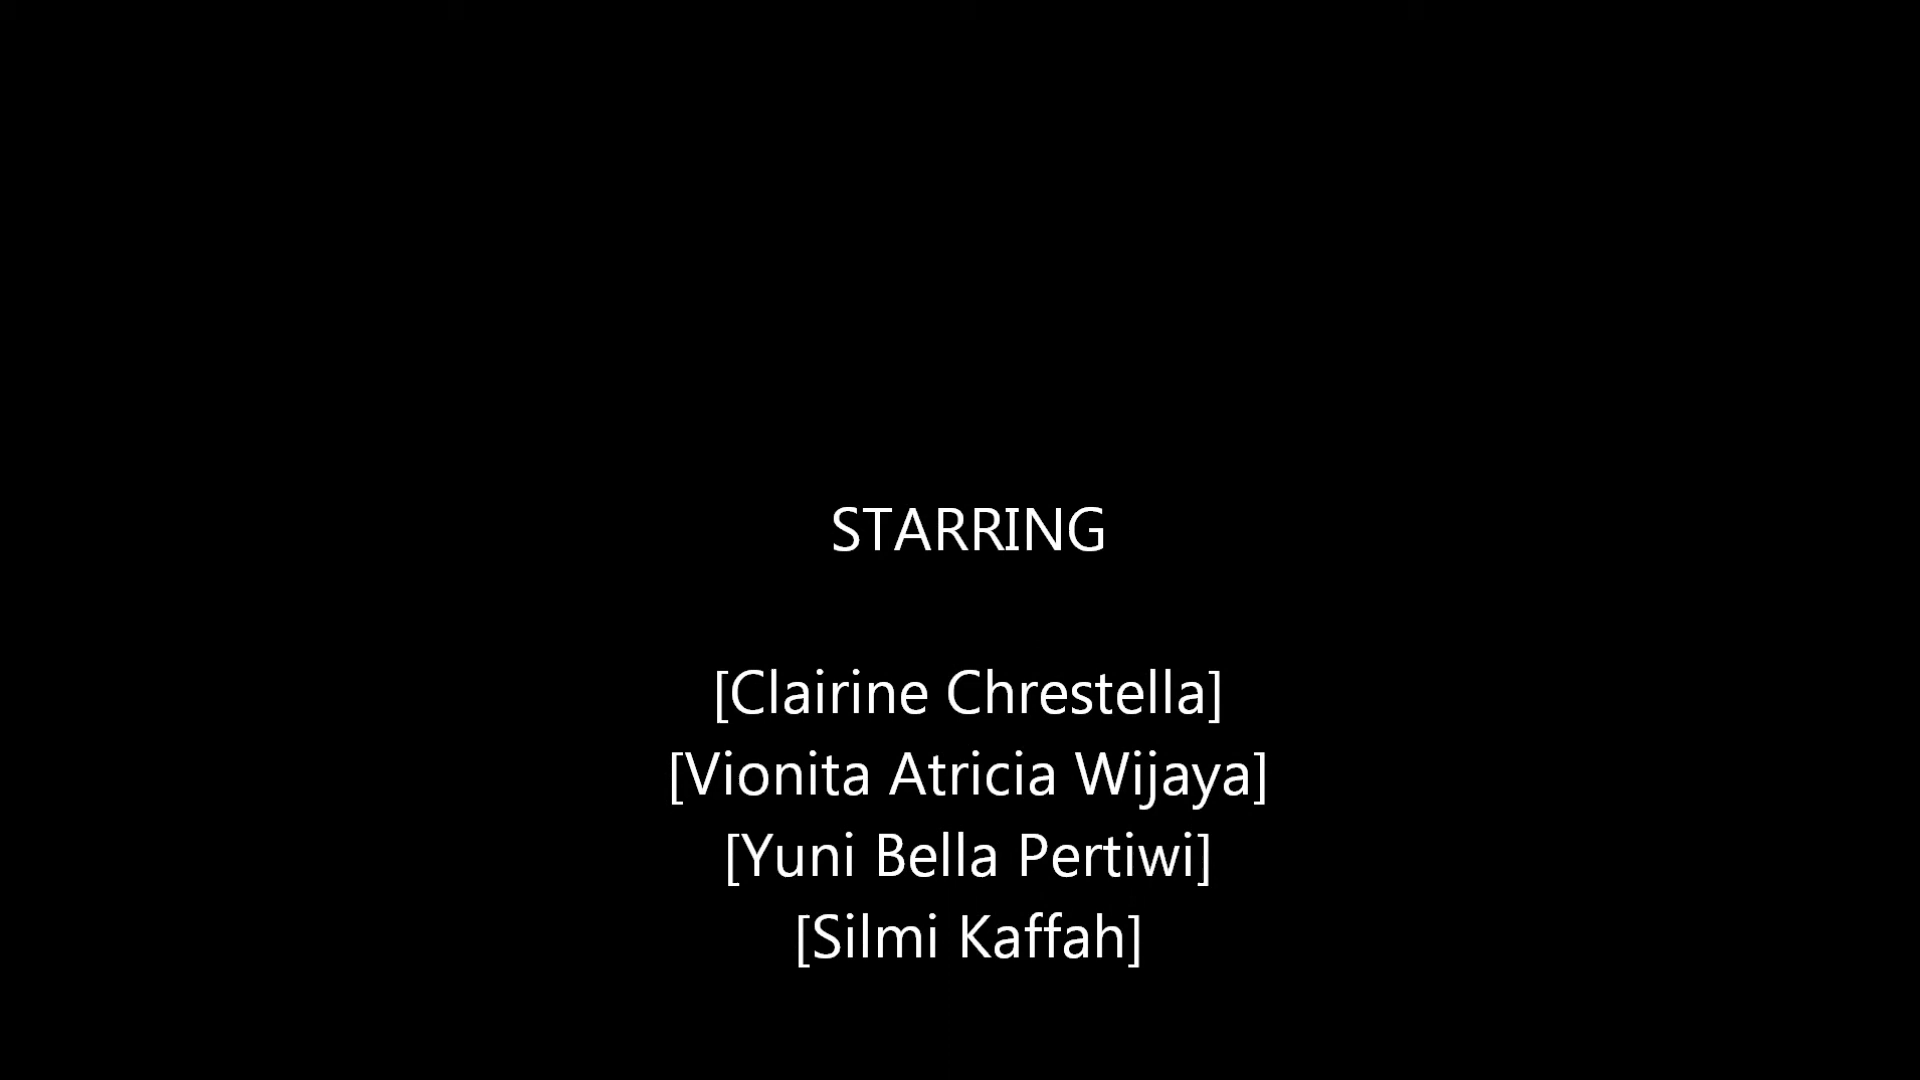 STARRING
[Clairine Chrestella]
[Vionita Atricia Wijaya]
[Yuni Bella Pertiwi]
[Silmi Kaffah]